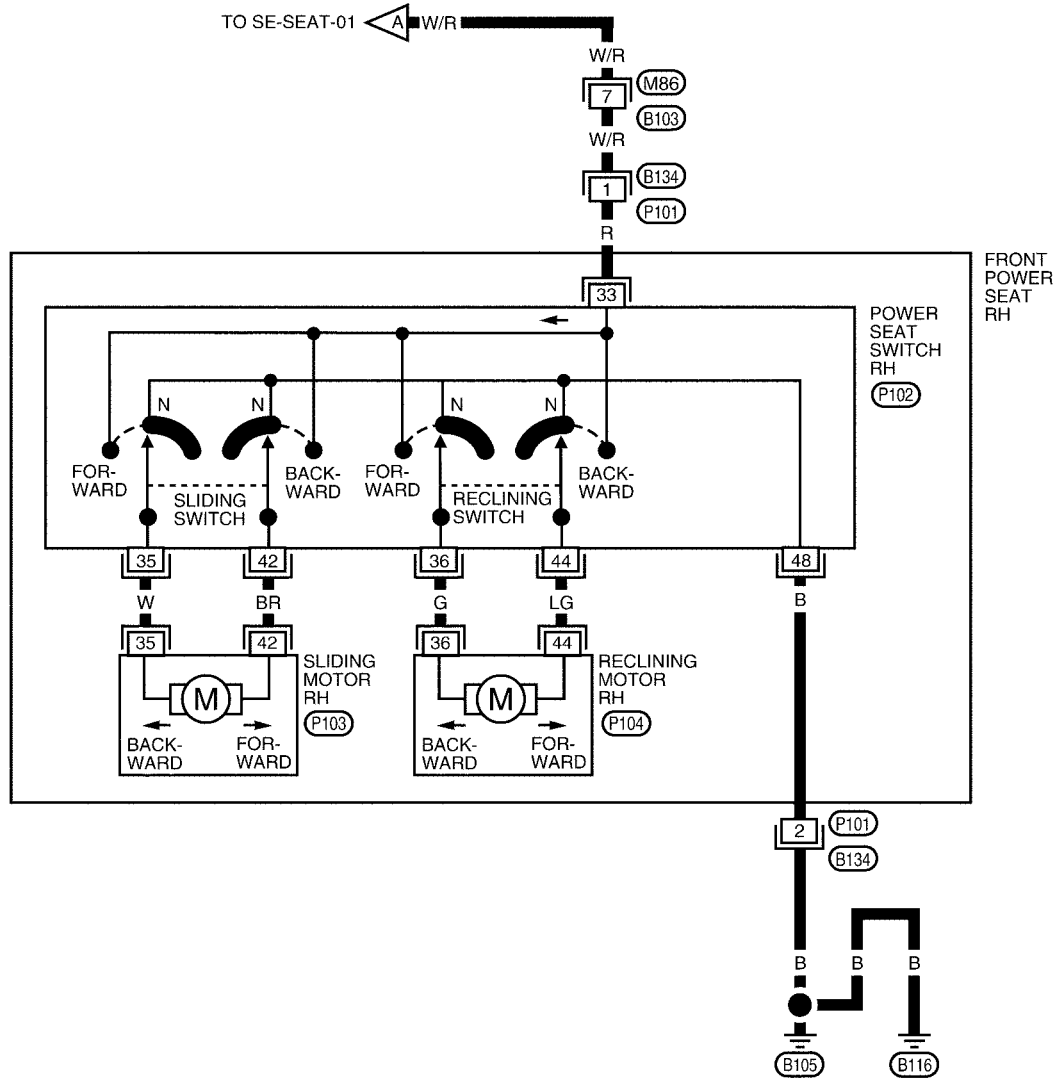 TO SE-SEAT-01 A W/R
W/R
7 M86
B103
W/R
1 B134
P101
R
FRONT
POWER
SEAT
RH
33
POWER
SEAT
SWITCH
RH
P102
N N N N
FOR-
WARD
BACK-
WARD
FOR-
WARD
BACK-
WARD
SLIDING
SWITCH
RECLINING
SWITCH
35 42 36 44 48
W BR G LG B
35 42 36 44
SLIDING
MOTOR
RH
P103
RECLINING
MOTOR
RH
P104
M M
BACK-
WARD
FOR-
WARD
BACK-
WARD
FOR-
WARD
2 P101
B134
B B B
B105 B116